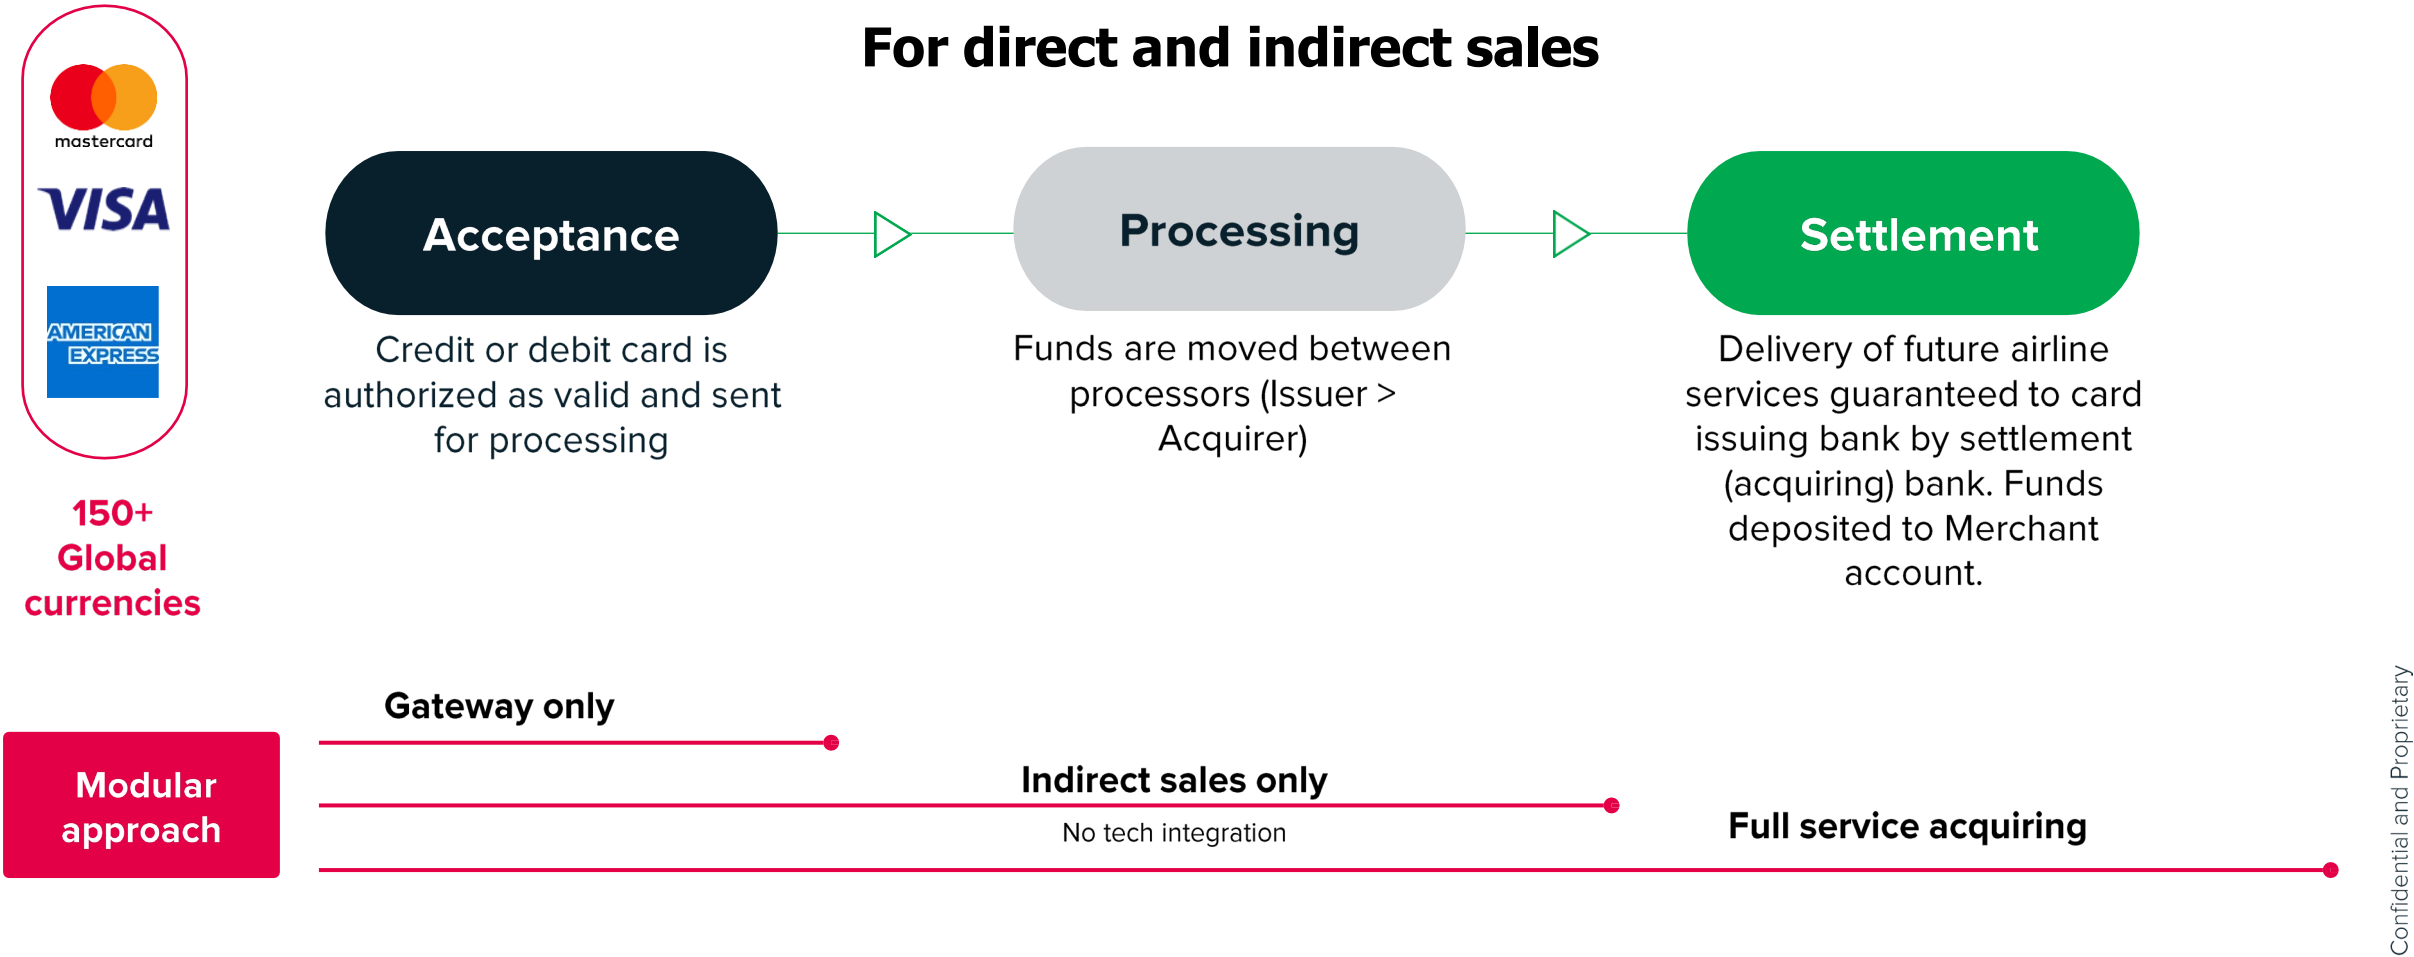 For direct and indirect sales
mastercard
VISA
AMERICAN
EXPRESS
150+
Global
currencies
Acceptance
Credit or debit card is
authorized as valid and sent
for processing
Processing
Funds are moved between
processors (Issuer >
Acquirer)
Settlement
Delivery of future airline
services guaranteed to card
issuing bank by settlement
(acquiring) bank. Funds
deposited to Merchant
account.
Modular
approach
Gateway only
Indirect sales only
No tech integration
Full service acquiring
Confidential and Proprietary